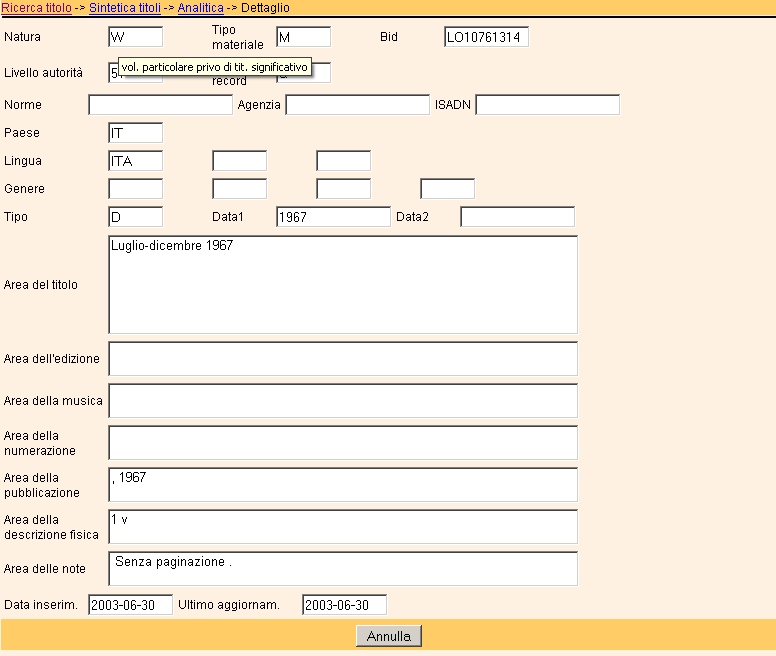 Ricerca titolo -> Sintetica titoli -> Analitica -> Dettaglio
Natura W Tipo materiale M Bid LO10761314
vol. particolare privo di tit. significativo
Livello autorità 5 record
Norme Agenzia ISADN
Paese IT
Lingua ITA
Genere
Tipo D Data1 1967 Data2
Area del titolo Luglio-dicembre 1967
Area dell'edizione
Area della musica
Area della numerazione
Area della pubblicazione , 1967
Area della descrizione fisica 1 v
Area delle note Senza paginazione .
Data inserim. 2003-06-30 Ultimo aggiornam. 2003-06-30
Annulla